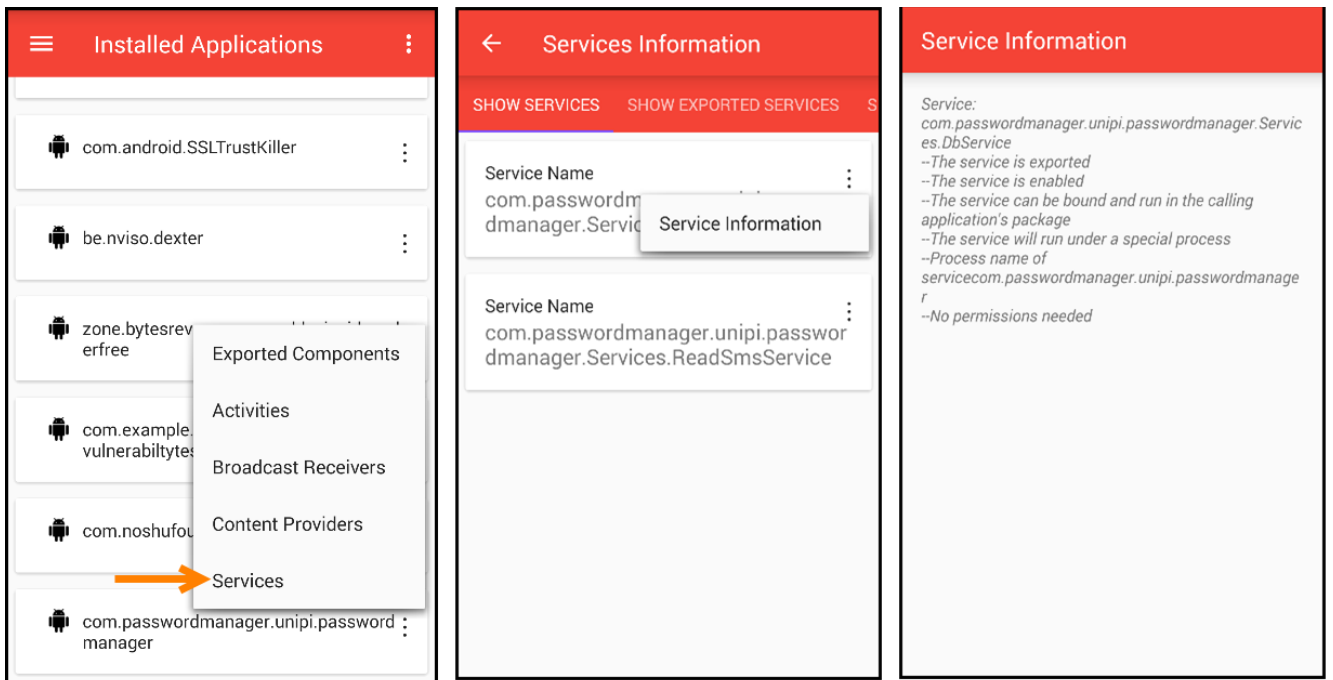 Installed Applications
com.android.SSLTrustKiller
be.nviso.dexter
zone.bytesrev
erfree
com.example.
vulnerabiltytes
com.noshufou
com.passwordmanager.unipi.password
manager
Exported Components
Activities
Broadcast Receivers
Content Providers
Services
Services Information
SHOW SERVICES SHOW EXPORTED SERVICES S
Service Name
com.passwordm
dmanager.Servic
Service Information
Service Name
com.passwordmanager.unipi.passwor
dmanager.Services.ReadSmsService
Service Information
Service:
com.passwordmanager.unipi.passwordmanager.Servic
es.DbService
--The service is exported
--The service is enabled
--The service can be bound and run in the calling
application's package
--The service will run under a special process
--Process name of
servicecom.passwordmanager.unipi.passwordmanage
r
--No permissions needed